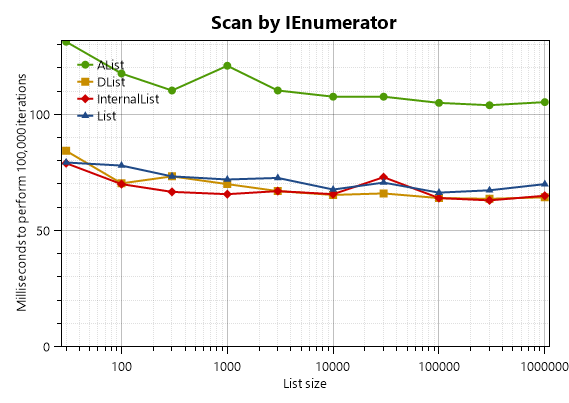 Scan by IEnumerator
Milliseconds to perform 100,000 iterations
AList
DList
InternalList
List
100
50
0
100 1000 10000 100000 1000000
List size